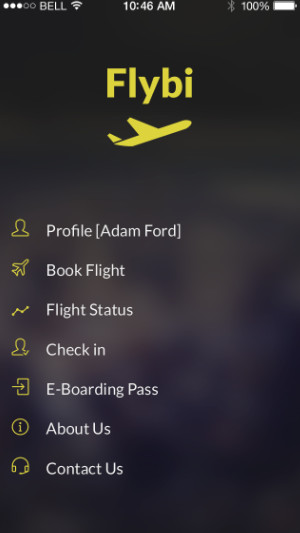 BELL 10:46 AM 100%
Flybi
Profile [Adam Ford]
Book Flight
Flight Status
Check in
E-Boarding Pass
About Us
Contact Us